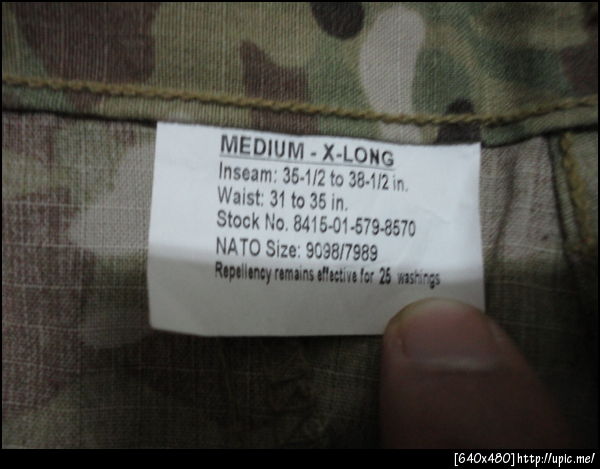 MEDIUM - X-LONG
Inseam: 35-1/2 to 38-1/2 in.
Waist: 31 to 35 in.
Stock No. 8415-01-579-8570
NATO Size: 9098/7989
Repellency remains effective for 25 washings
[640x480]http://upic.me/